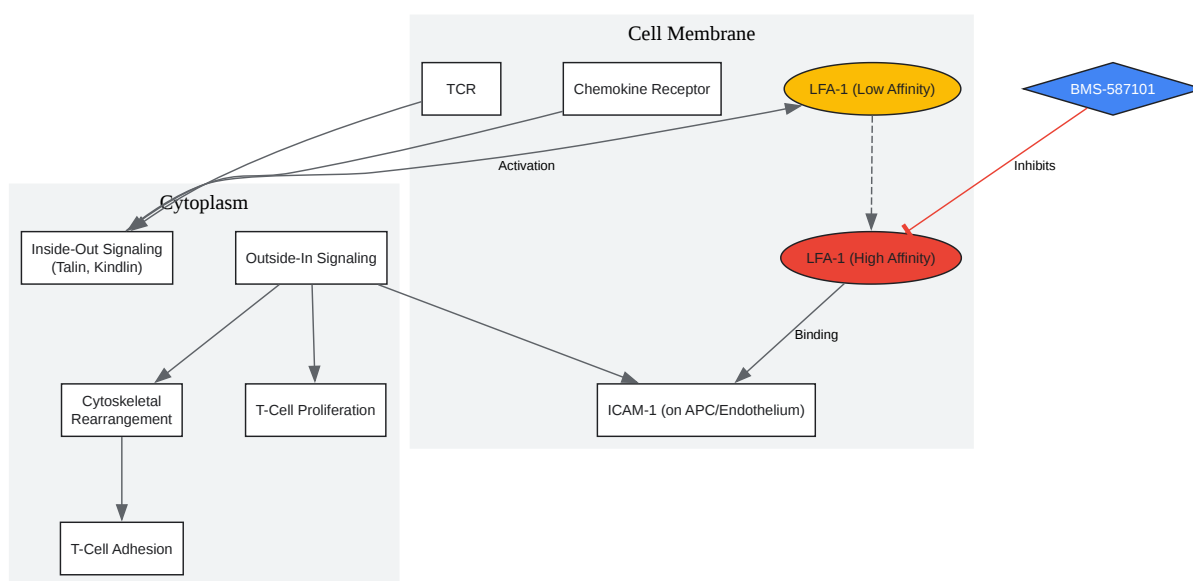 Cell Membrane
TCR
Chemokine Receptor
LFA-1 (Low Affinity)
BMS-587101
Activation
Inhibits
Cytoplasm
Inside-Out Signaling
(Talin, Kindlin)
Outside-In Signaling
LFA-1 (High Affinity)
Binding
Cytoskeletal
Rearrangement
T-Cell Proliferation
ICAM-1 (on APC/Endothelium)
T-Cell Adhesion